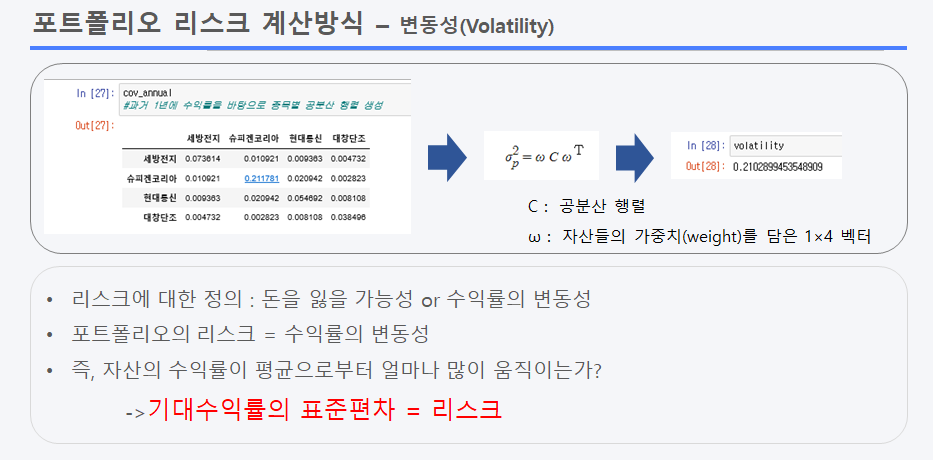 포트폴리오 리스크 계산방식 – 변동성(Volatility)
In [27]: cov_annual
#과거 1년에 수익률을 바탕으로 종목별 공분산 행렬 생성
Out[27]:
세방전지 슈피겐코리아 현대통신 대창단조
세방전지 0.073614 0.010921 0.009363 0.004732
슈피겐코리아 0.010921 0.211781 0.020942 0.002823
현대통신 0.009363 0.020942 0.054692 0.008108
대창단조 0.004732 0.002823 0.008108 0.038496
σ²ₚ = ω C ωᵀ
In [28]: volatility
Out[28]: 0.2102899453548909
C : 공분산 행렬
ω : 자산들의 가중치(weight)를 담은 1×4 벡터
• 리스크에 대한 정의 : 돈을 잃을 가능성 or 수익률의 변동성
• 포트폴리오의 리스크 = 수익률의 변동성
• 즉, 자산의 수익률이 평균으로부터 얼마나 많이 움직이는가?
->기대수익률의 표준편차 = 리스크